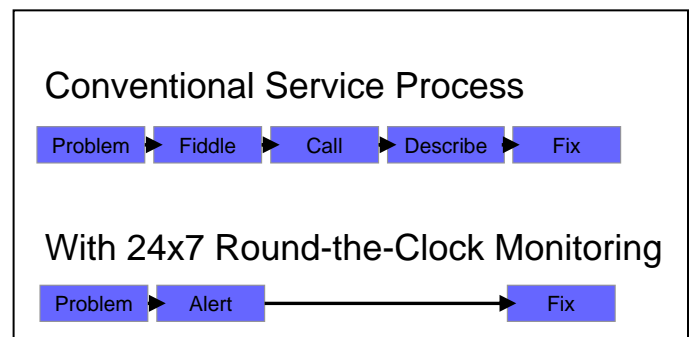 Conventional Service Process
Problem Fiddle Call Describe Fix
With 24x7 Round-the-Clock Monitoring
Problem Alert Fix